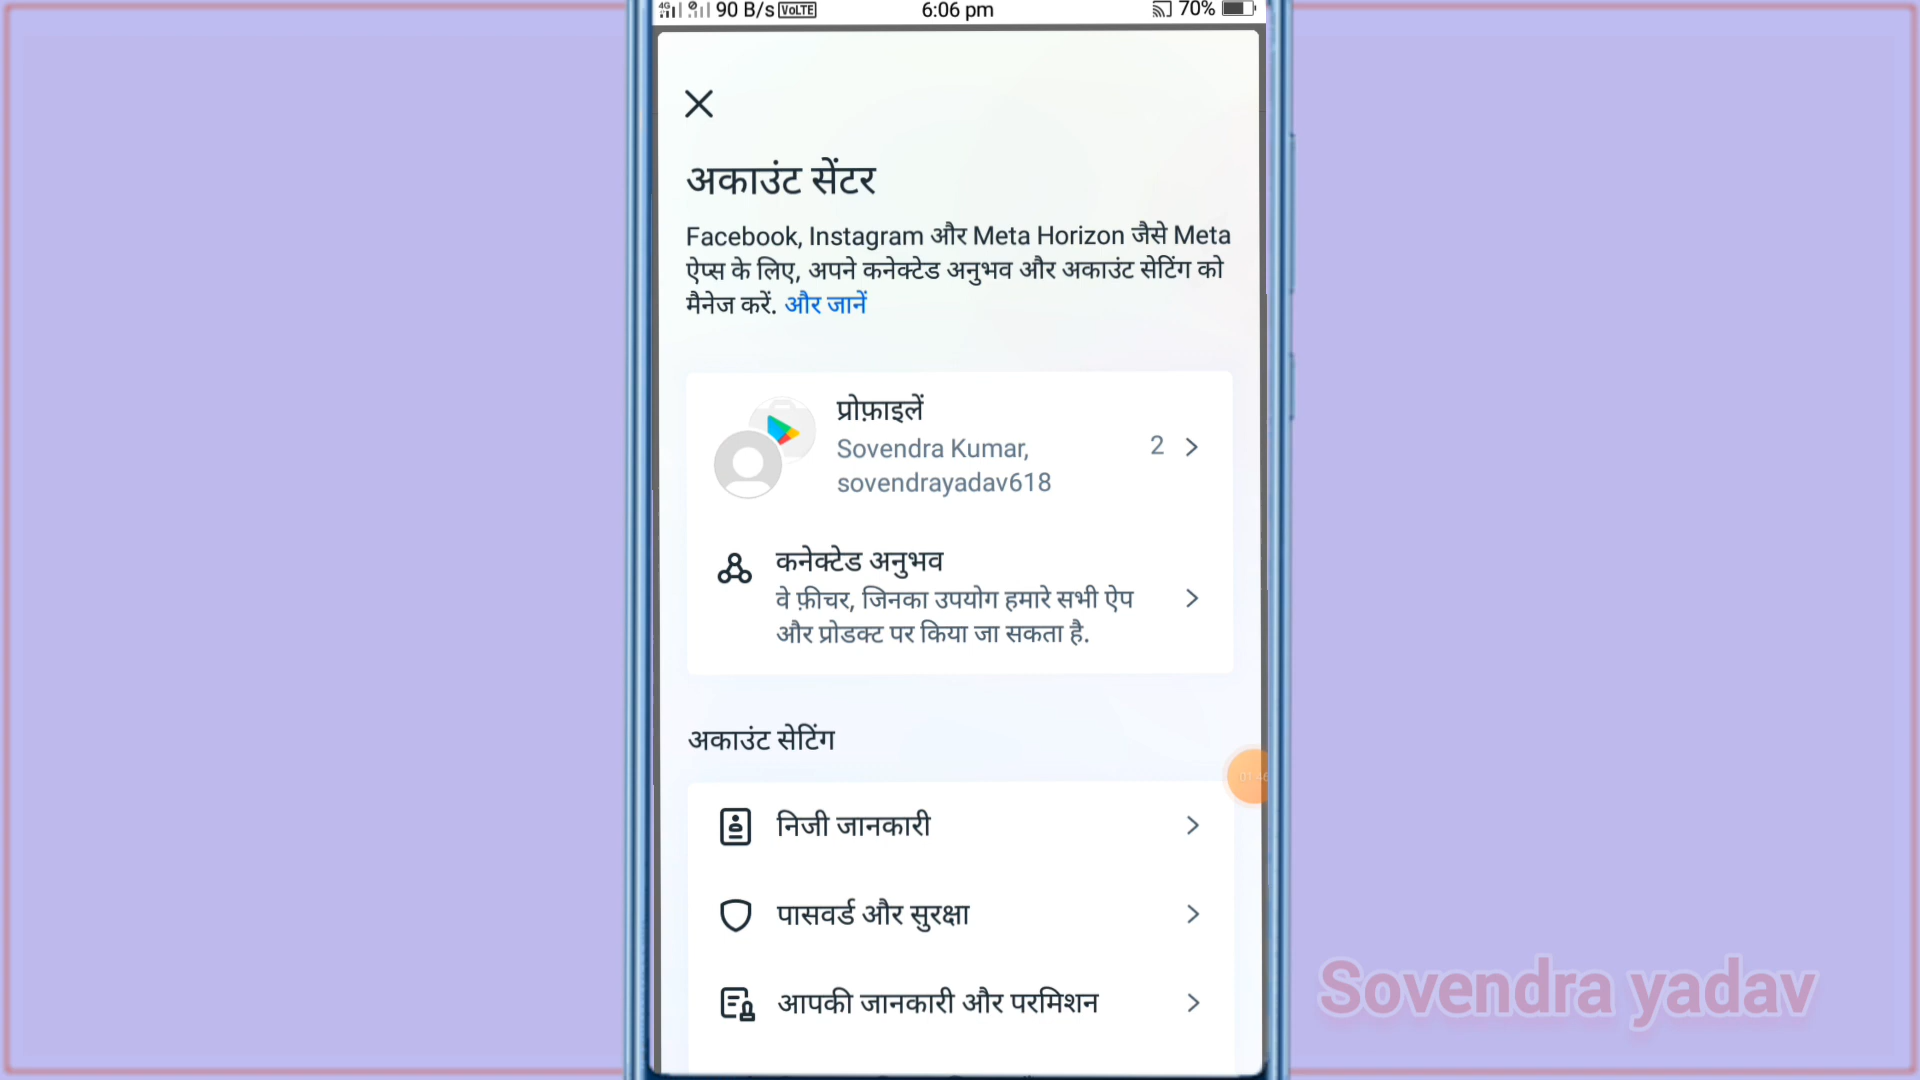 90 B/s VoLTE 6:06 pm 70%
अकाउंट सेंटर
Facebook, Instagram और Meta Horizon जैसे Meta
ऐप्स के लिए, अपने कनेक्टेड अनुभव और अकाउंट सेटिंग को
मैनेज करें. और जानें
प्रोफ़ाइलें
Sovendra Kumar,
sovendrayadav618
2
कनेक्टेड अनुभव
वे फ़ीचर, जिनका उपयोग हमारे सभी ऐप
और प्रोडक्ट पर किया जा सकता है.
अकाउंट सेटिंग
01:46
निजी जानकारी
पासवर्ड और सुरक्षा
आपकी जानकारी और परमिशन
Sovendra yadav